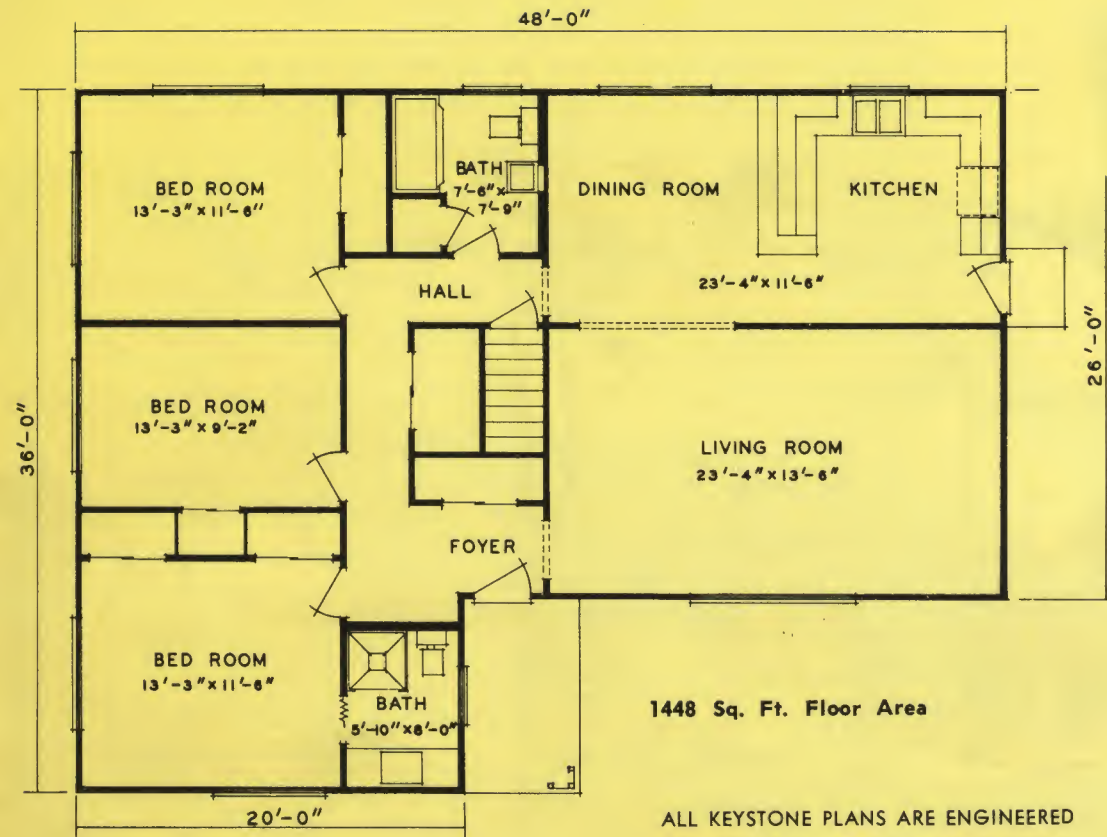 48'-0"
BED ROOM
13'-3" x 11'-6"
BATH
7'-6" x
7'-9"
DINING ROOM
KITCHEN
23'-4" x 11'-6"
HALL
36'-0"
26'-0"
BED ROOM
13'-3" x 9'-2"
LIVING ROOM
23'-4" x 13'-6"
FOYER
BED ROOM
13'-3" x 11'-6"
BATH
5'-10" x 8'-0"
1448 Sq. Ft. Floor Area
20'-0"
ALL KEYSTONE PLANS ARE ENGINEERED